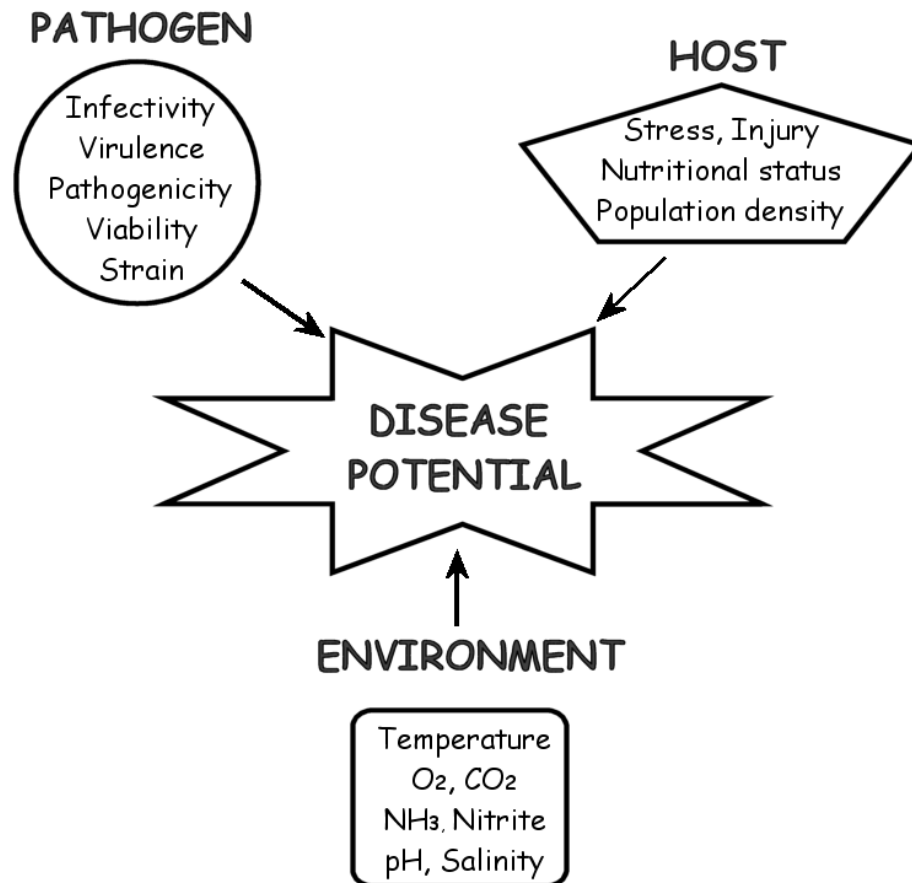 PATHOGEN
Infectivity
Virulence
Pathogenicity
Viability
Strain
HOST
Stress, Injury
Nutritional status
Population density
DISEASE
POTENTIAL
ENVIRONMENT
Temperature
O₂, CO₂
NH₃, Nitrite
pH, Salinity